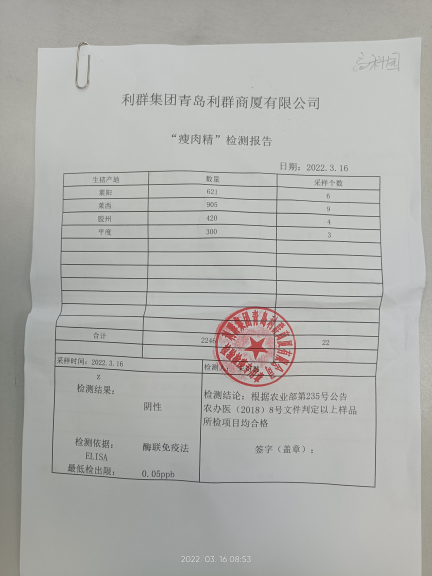 利群集团青岛利群商厦有限公司
“瘦肉精”检测报告
日期：2022.3.16
生猪产地 数量 采样个数
莱阳 621 6
莱西 905 9
胶州 420 4
平度 300 3
合计 2246 22
采样时间：2022.3.16 检测
检测结果：
阴性
检测结论：根据农业部第235号公告
农办医（2018）8号文件判定以上样品
所检项目均合格
检测依据： 酶联免疫法
ELISA
签字（盖章）：
最低检出限： 0.05ppb
2022. 03. 16 08:53